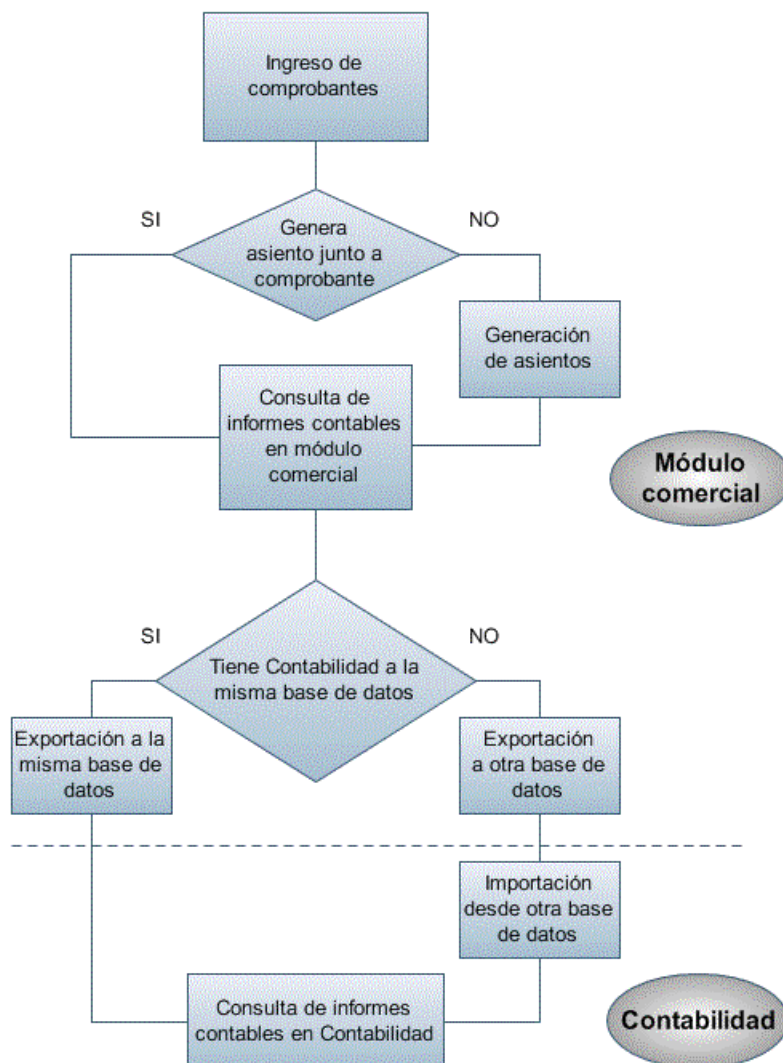 Ingreso de
comprobantes
SI
NO
Genera
asiento junto a
comprobante
Generación
de asientos
Consulta de
informes contables
en módulo
comercial
Módulo
comercial
SI
NO
Tiene Contabilidad a la
misma base de datos
Exportación a la
misma base de
datos
Exportación
a otra base de
datos
Importación
desde otra base
de datos
Consulta de informes
contables en Contabilidad
Contabilidad